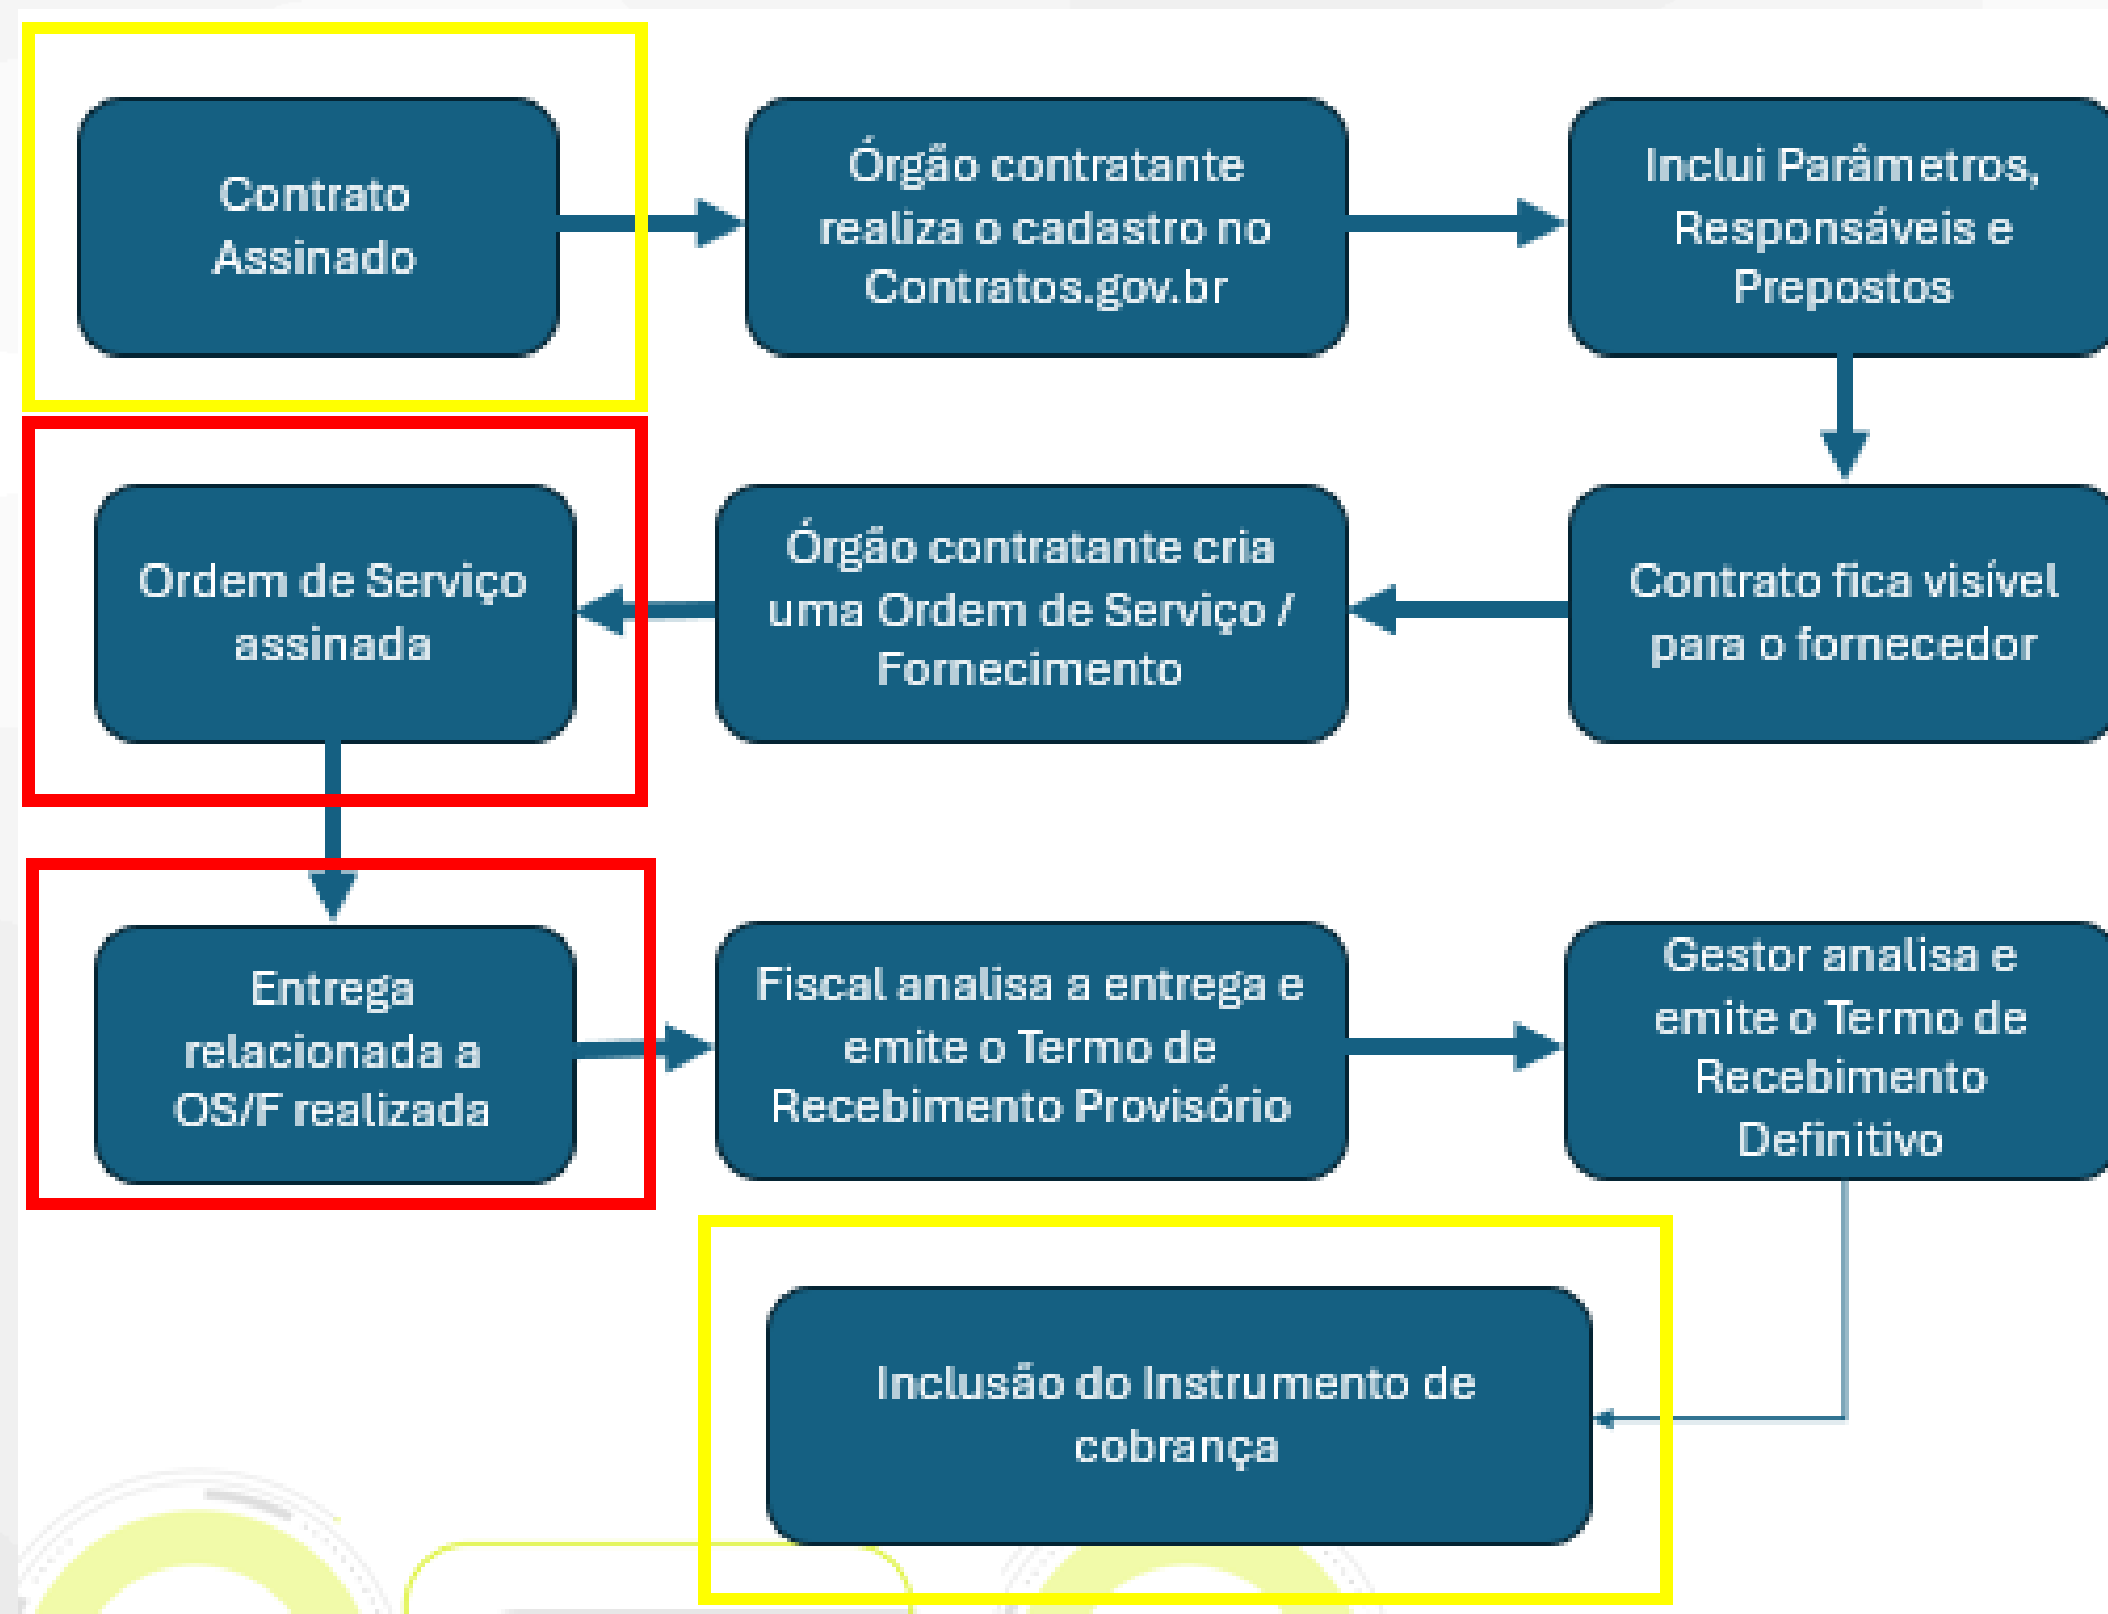 Contrato
Assinado
Órgão contratante
realiza o cadastro no
Contratos.gov.br
Inclui Parâmetros,
Responsáveis e
Prepostos
Ordem de Serviço
assinada
Órgão contratante cria
uma Ordem de Serviço /
Fornecimento
Contrato fica visível
para o fornecedor
Entrega
relacionada a
OS/F realizada
Fiscal analisa a entrega e
emite o Termo de
Recebimento Provisório
Gestor analisa e
emite o Termo de
Recebimento
Definitivo
Inclusão do Instrumento de
cobrança